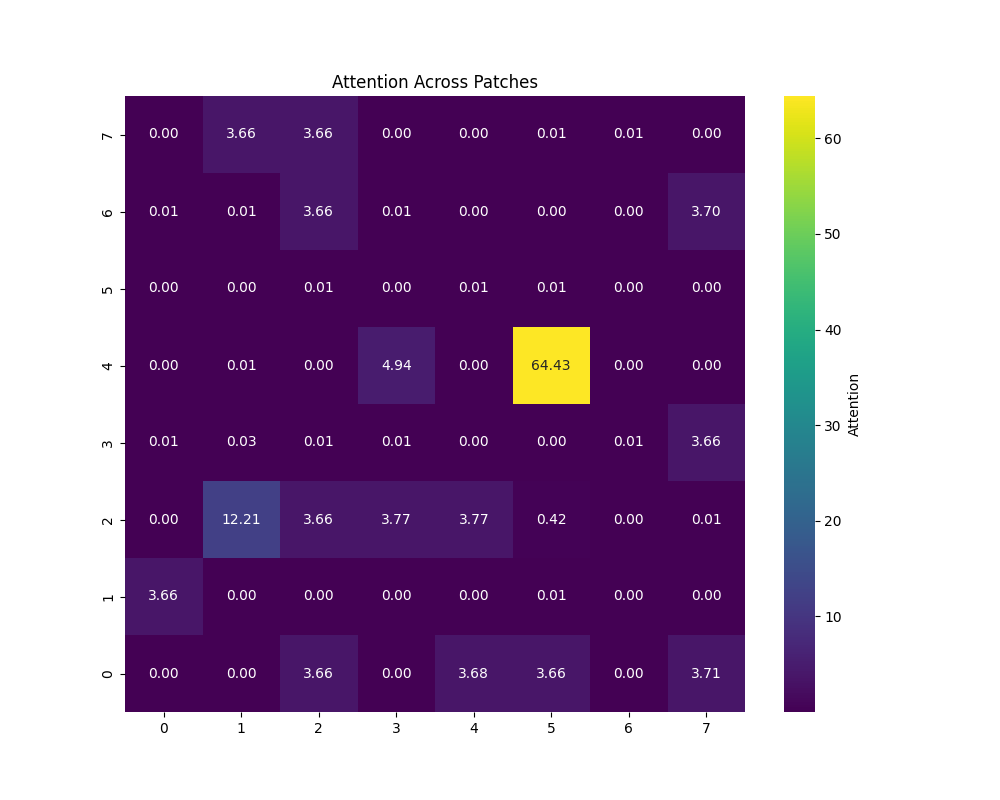 Attention Across Patches
7 0.00 3.66 3.66 0.00 0.00 0.01 0.01 0.00
6 0.01 0.01 3.66 0.01 0.00 0.00 0.00 3.70
5 0.00 0.00 0.01 0.00 0.01 0.01 0.00 0.00
4 0.00 0.01 0.00 4.94 0.00 64.43 0.00 0.00
3 0.01 0.03 0.01 0.01 0.00 0.00 0.01 3.66
2 0.00 12.21 3.66 3.77 3.77 0.42 0.00 0.01
1 3.66 0.00 0.00 0.00 0.00 0.01 0.00 0.00
0 0.00 0.00 3.66 0.00 3.68 3.66 0.00 3.71
0 1 2 3 4 5 6 7
60
50
40
30
20
10
Attention